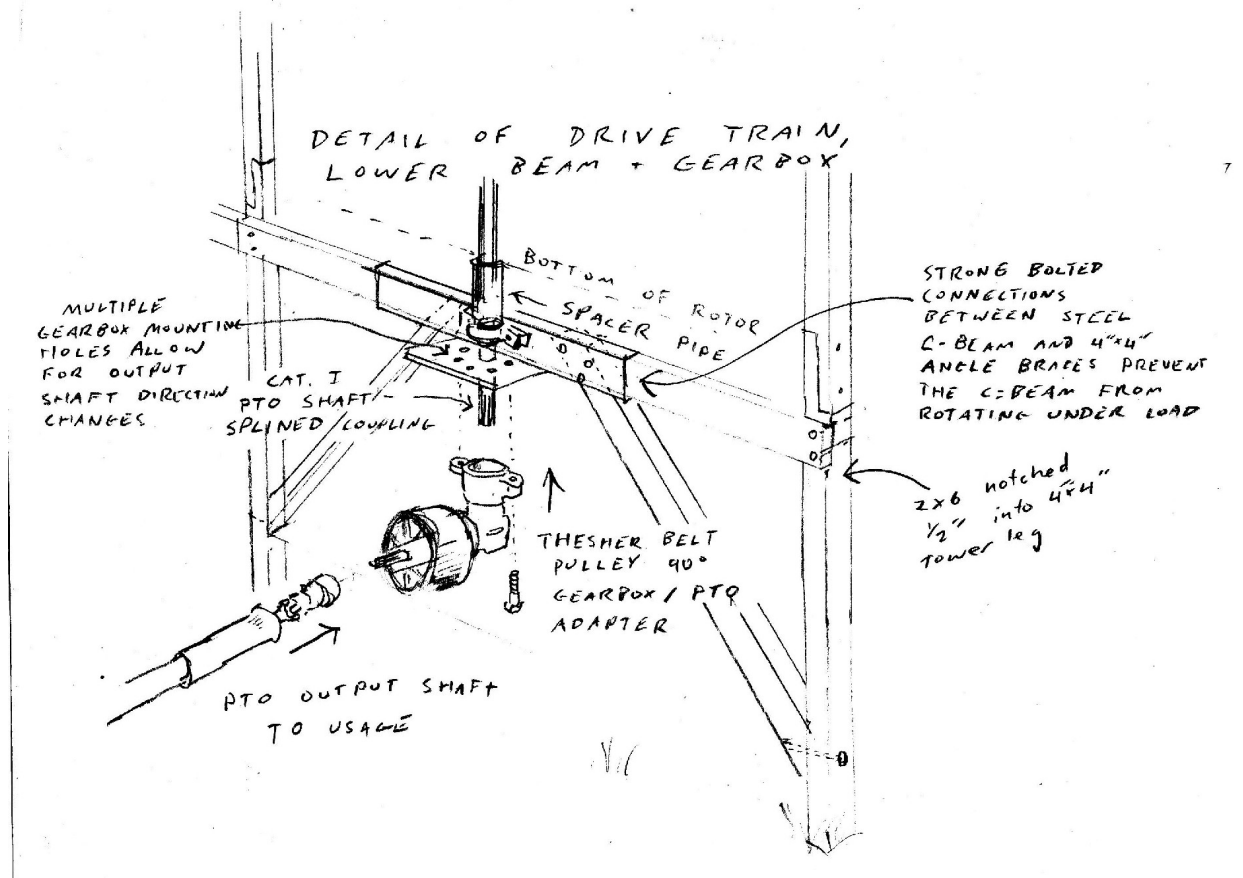 DETAIL OF DRIVE TRAIN,
LOWER BEAM + GEARBOX
BOTTOM OF ROTOR
SPACER PIPE
MULTIPLE
GEARBOX MOUNTING
HOLES ALLOW
FOR OUTPUT
SHAFT DIRECTION
CHANGES
CAT. I
PTO SHAFT
SPLINED COUPLING
STRONG BOLTED
CONNECTIONS
BETWEEN STEEL
C-BEAM AND 4"x4"
ANGLE BRACES PREVENT
THE C-BEAM FROM
ROTATING UNDER LOAD
2x6 notched
1/2" into 4"x4"
tower leg
THESHER BELT
PULLEY 90°
GEARBOX / PTO
ADAPTER
PTO OUTPUT SHAFT
TO USAGE